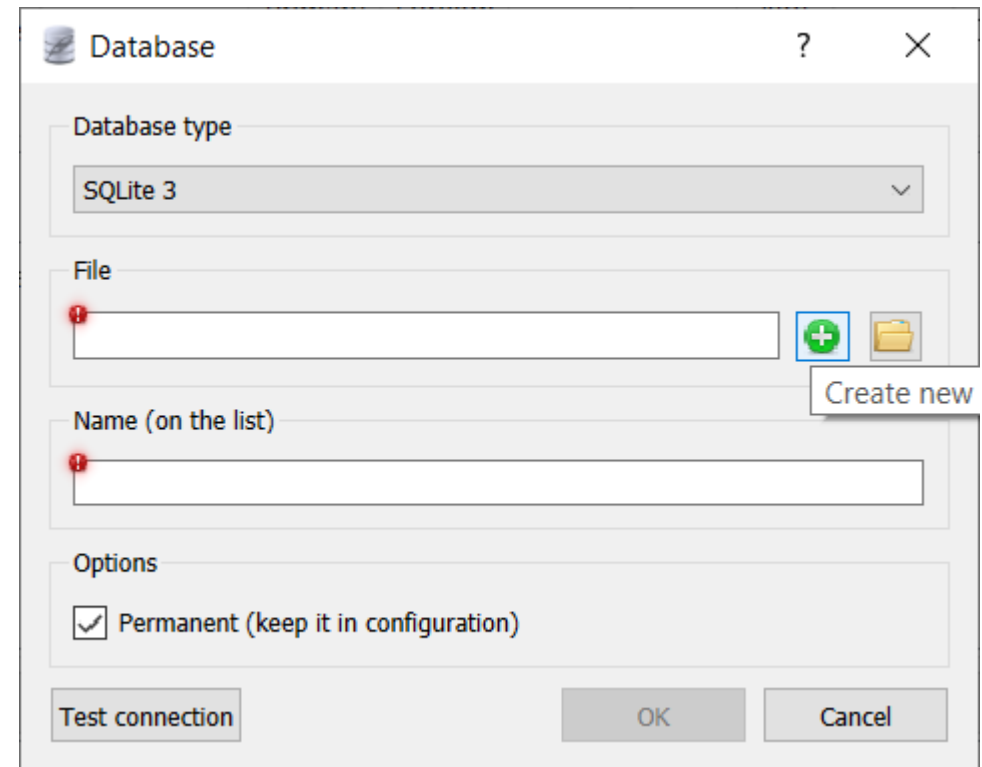 Database
?
Database type
SQLite 3
File
Create new
Name (on the list)
Options
Permanent (keep it in configuration)
Test connection
OK
Cancel